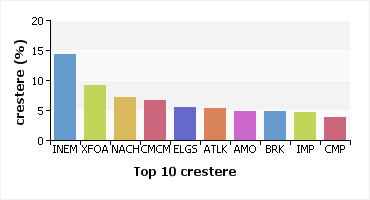 crestere (%)
20
15
10
5
0
INEM XFOA NACH CMCM ELGS ATLK AMO BRK IMP CMP
Top 10 crestere